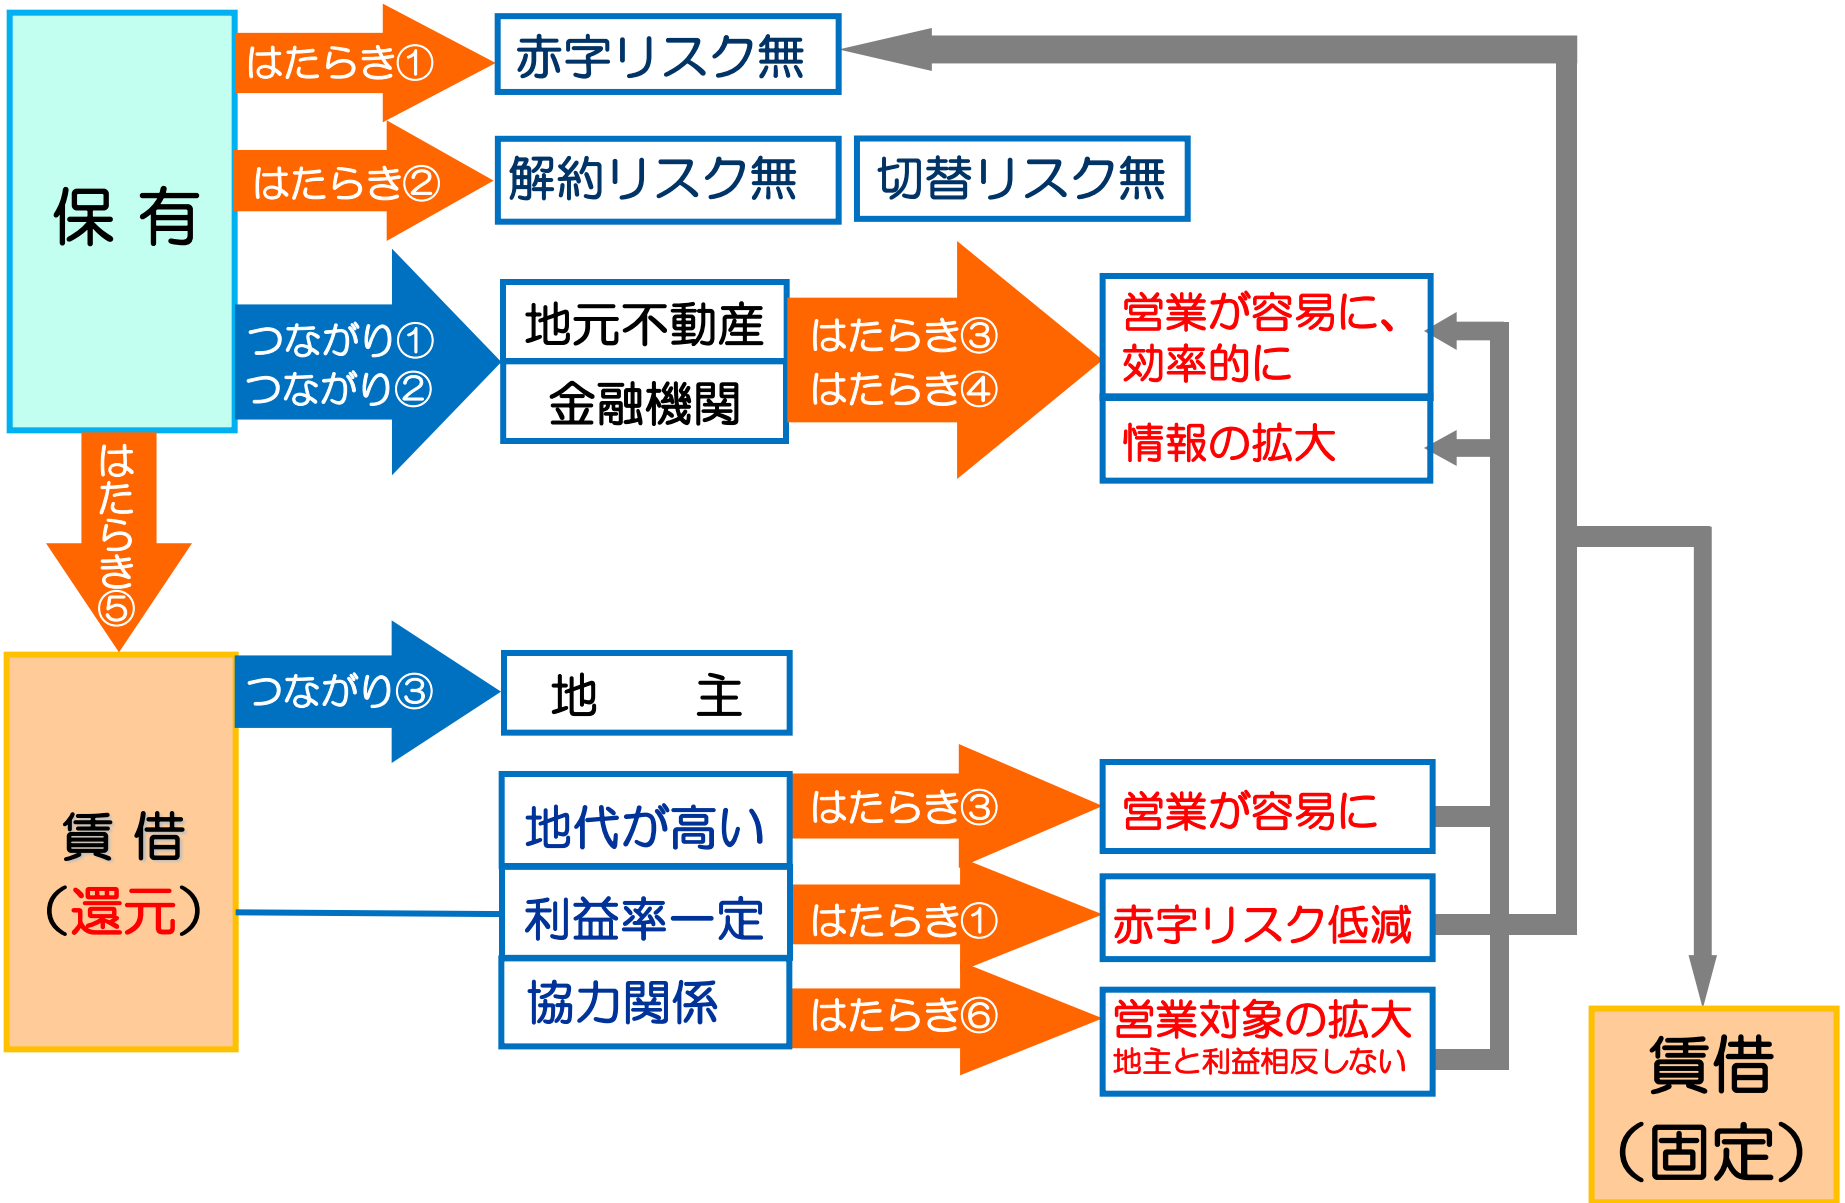 保 有
はたらき①
赤字リスク無
はたらき②
解約リスク無
切替リスク無
つながり①
つながり②
地元不動産
金融機関
はたらき③
はたらき④
営業が容易に、
効率的に
情報の拡大
はたらき⑤
賃 借
（還元）
つながり③
地　　主
地代が高い
はたらき③
営業が容易に
利益率一定
はたらき①
赤字リスク低減
協力関係
はたらき⑥
営業対象の拡大
地主と利益相反しない
賃借
（固定）